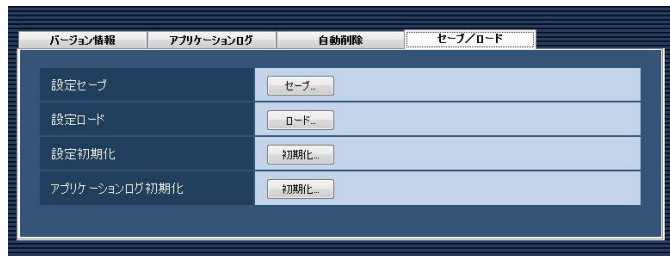 バージョン情報 アプリケーションログ 自動削除 セーブ／ロード
設定セーブ セーブ...
設定ロード ロード...
設定初期化 初期化...
アプリケーションログ初期化 初期化...